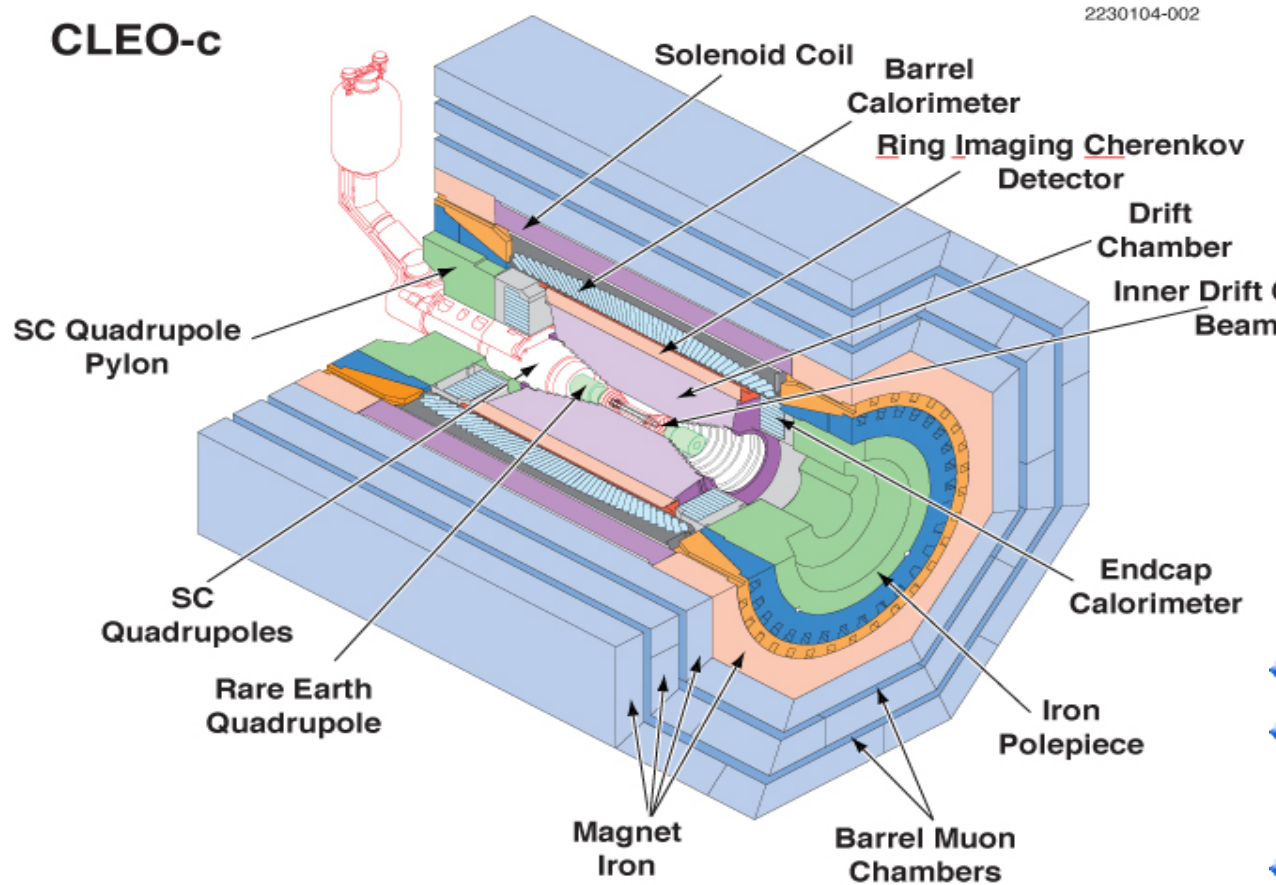 CLEO-c
2230104-002
Solenoid Coil
Barrel
Calorimeter
Ring Imaging Cherenkov
Detector
Drift
Chamber
Inner Drift
Beam
SC Quadrupole
Pylon
SC
Quadrupoles
Rare Earth
Quadrupole
Magnet
Iron
Barrel Muon
Chambers
Iron
Polepiece
Endcap
Calorimeter